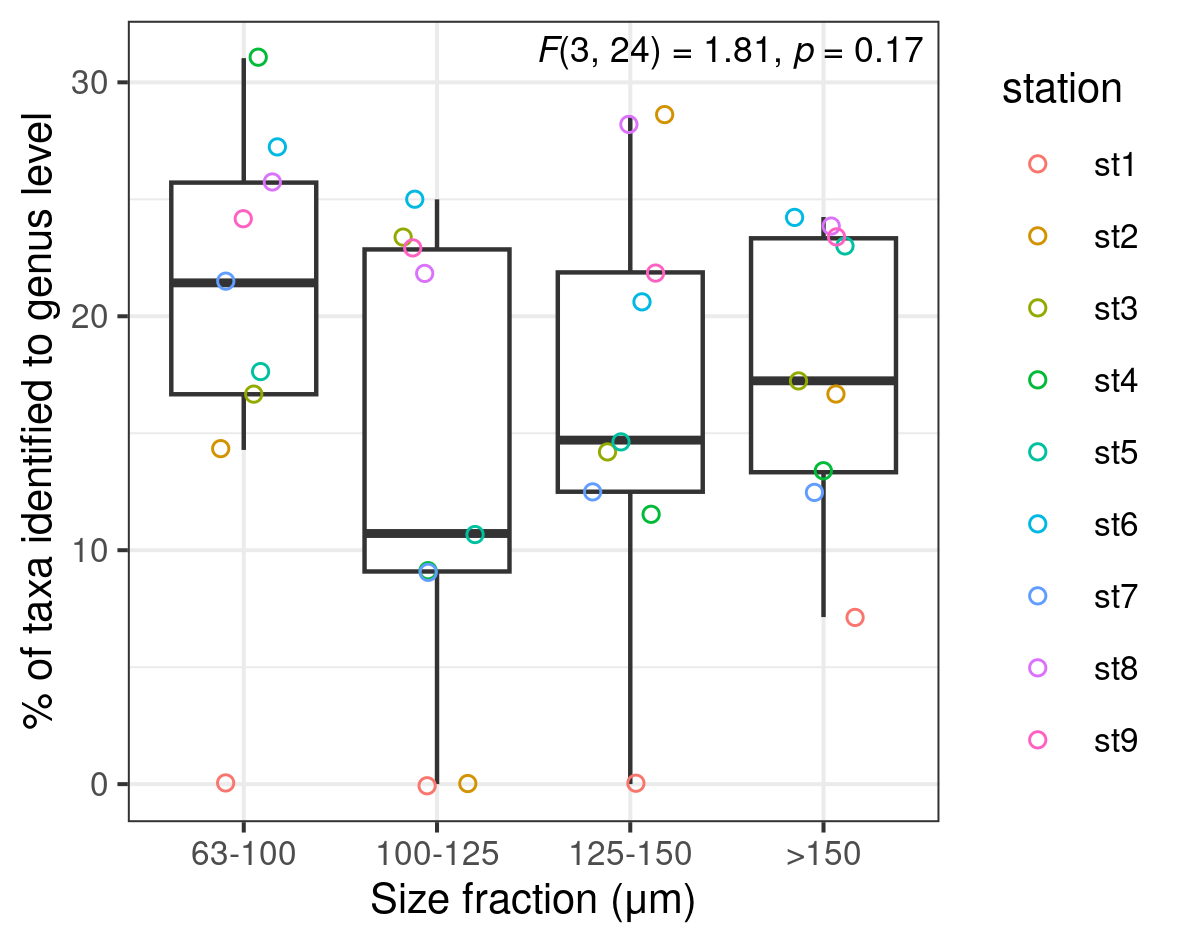 F(3, 24) = 1.81, p = 0.17
% of taxa identified to genus level
30
20
10
0
63-100
100-125
125-150
>150
Size fraction (µm)
station
st1
st2
st3
st4
st5
st6
st7
st8
st9